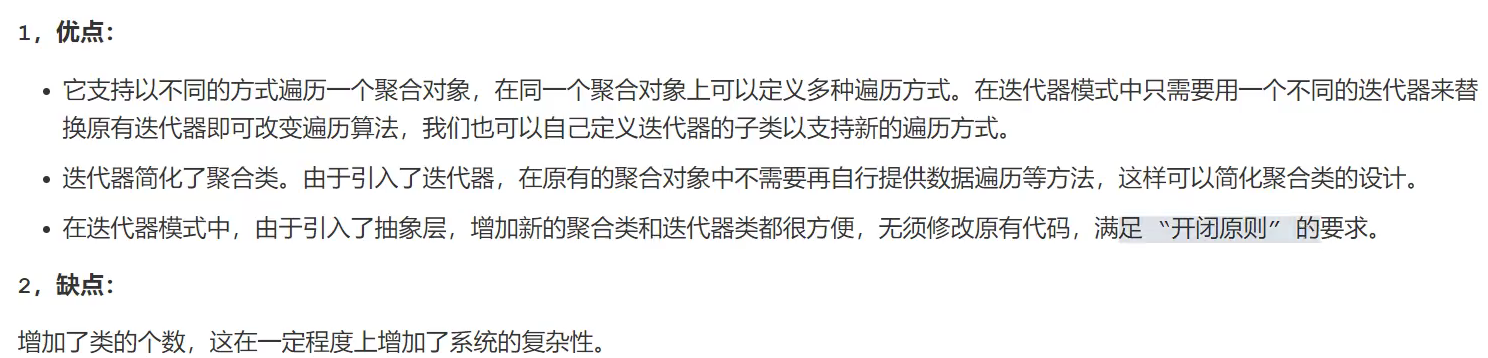 1，优点：
• 它支持以不同的方式遍历一个聚合对象，在同一个聚合对象上可以定义多种遍历方式。在迭代器模式中只需要用一个不同的迭代器来替
换原有迭代器即可改变遍历算法，我们也可以自己定义迭代器的子类以支持新的遍历方式。
• 迭代器简化了聚合类。由于引入了迭代器，在原有的聚合对象中不需要再自行提供数据遍历等方法，这样可以简化聚合类的设计。
• 在迭代器模式中，由于引入了抽象层，增加新的聚合类和迭代器类都很方便，无须修改原有代码，满足 “开闭原则” 的要求。
2，缺点：
增加了类的个数，这在一定程度上增加了系统的复杂性。